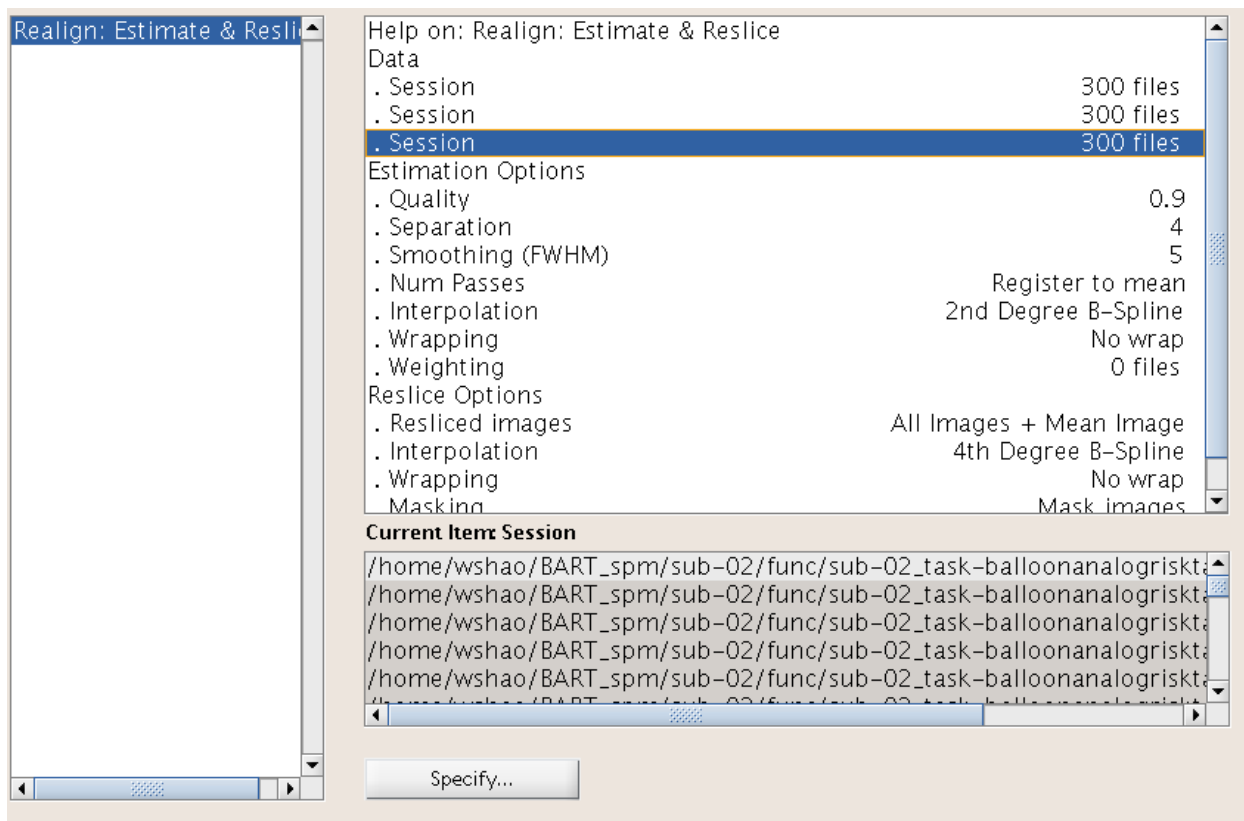 Realign: Estimate & Resli
Help on: Realign: Estimate & Reslice
Data
. Session 300 files
. Session 300 files
. Session 300 files
Estimation Options
. Quality 0.9
. Separation 4
. Smoothing (FWHM) 5
. Num Passes Register to mean
. Interpolation 2nd Degree B-Spline
. Wrapping No wrap
. Weighting 0 files
Reslice Options
. Resliced images All Images + Mean Image
. Interpolation 4th Degree B-Spline
. Wrapping No wrap
. Masking Mask images
Current Item: Session
/home/wshao/BART_spm/sub-02/func/sub-02_task-balloonanalogriskta
/home/wshao/BART_spm/sub-02/func/sub-02_task-balloonanalogriskta
/home/wshao/BART_spm/sub-02/func/sub-02_task-balloonanalogriskta
/home/wshao/BART_spm/sub-02/func/sub-02_task-balloonanalogriskta
/home/wshao/BART_spm/sub-02/func/sub-02_task-balloonanalogriskta
Specify...